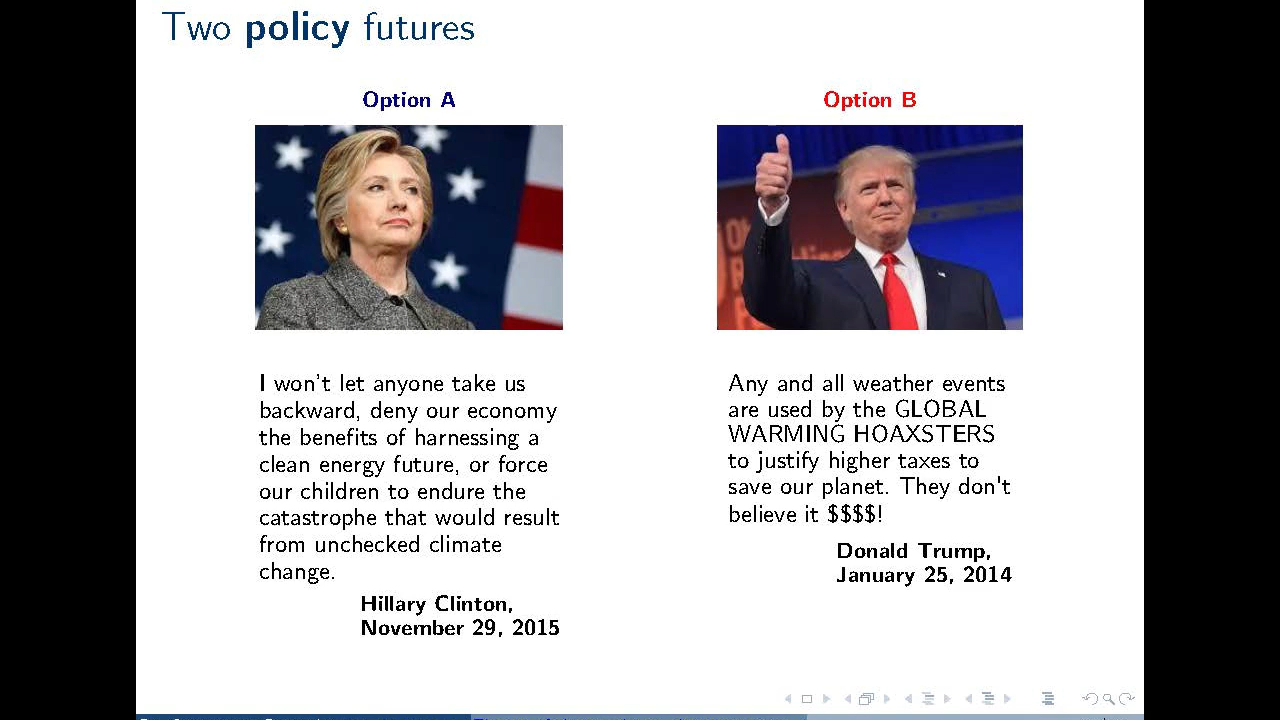 Two policy futures
Option A
I won't let anyone take us
backward, deny our economy
the benefits of harnessing a
clean energy future, or force
our children to endure the
catastrophe that would result
from unchecked climate
change.
Hillary Clinton,
November 29, 2015
Option B
Any and all weather events
are used by the GLOBAL
WARMING HOAXSTERS
to justify higher taxes to
save our planet. They don't
believe it $$$$!
Donald Trump,
January 25, 2014